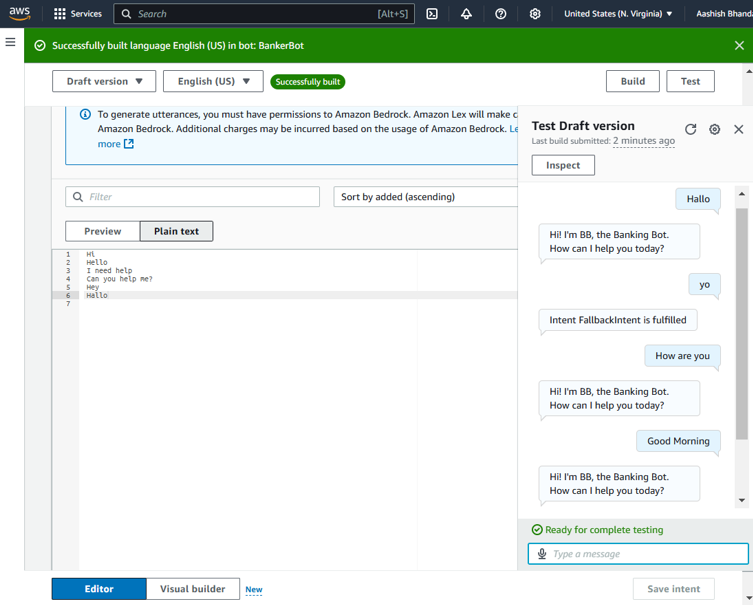 aws
Services
Search
[Alt+S]
United States (N. Virginia)
Aashish Bhand
Successfully built language English (US) in bot: BankerBot
Draft version
English (US)
Successfully built
Build
Test
To generate utterances, you must have permissions to Amazon Bedrock. Amazon Lex will make c
Amazon Bedrock. Additional charges may be incurred based on the usage of Amazon Bedrock. Le
more
Filter
Sort by added (ascending)
Preview
Plain text
1 Hi
2 Hello
3 I need help
4 Can you help me?
5 Hey
6 Hallo
7
Test Draft version
Last build submitted: 2 minutes ago
Inspect
Hallo
Hi! I'm BB, the Banking Bot.
How can I help you today?
yo
Intent FallbackIntent is fulfilled
How are you
Hi! I'm BB, the Banking Bot.
How can I help you today?
Good Morning
Hi! I'm BB, the Banking Bot.
How can I help you today?
Ready for complete testing
Type a message
Editor
Visual builder
New
Save intent